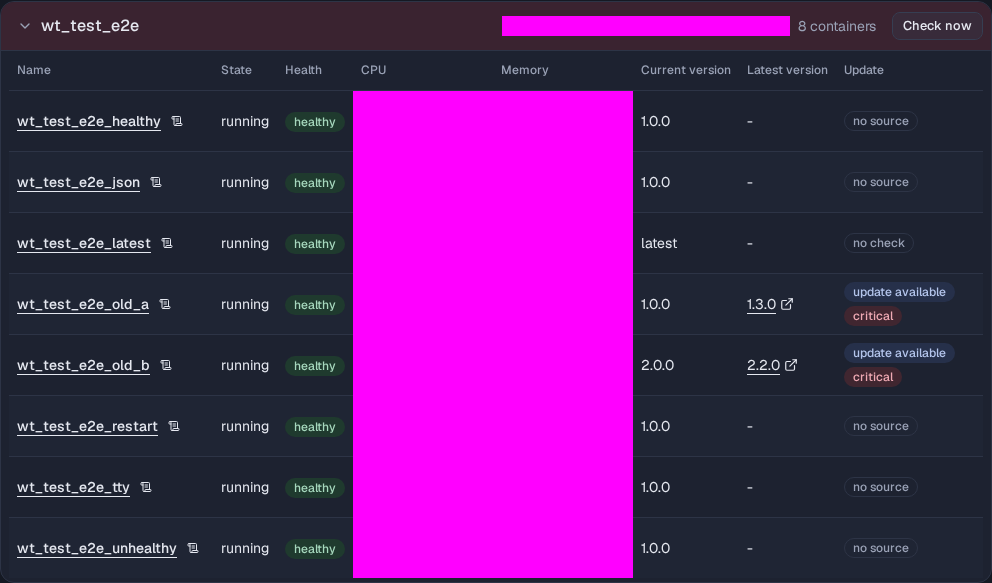 wt_test_e2e 8 containers Check now
Name State Health CPU Memory Current version Latest version Update
wt_test_e2e_healthy running healthy 1.0.0 - no source
wt_test_e2e_json running healthy 1.0.0 - no source
wt_test_e2e_latest running healthy latest - no check
wt_test_e2e_old_a running healthy 1.0.0 1.3.0 update available
critical
wt_test_e2e_old_b running healthy 2.0.0 2.2.0 update available
critical
wt_test_e2e_restart running healthy 1.0.0 - no source
wt_test_e2e_tty running healthy 1.0.0 - no source
wt_test_e2e_unhealthy running healthy 1.0.0 - no source